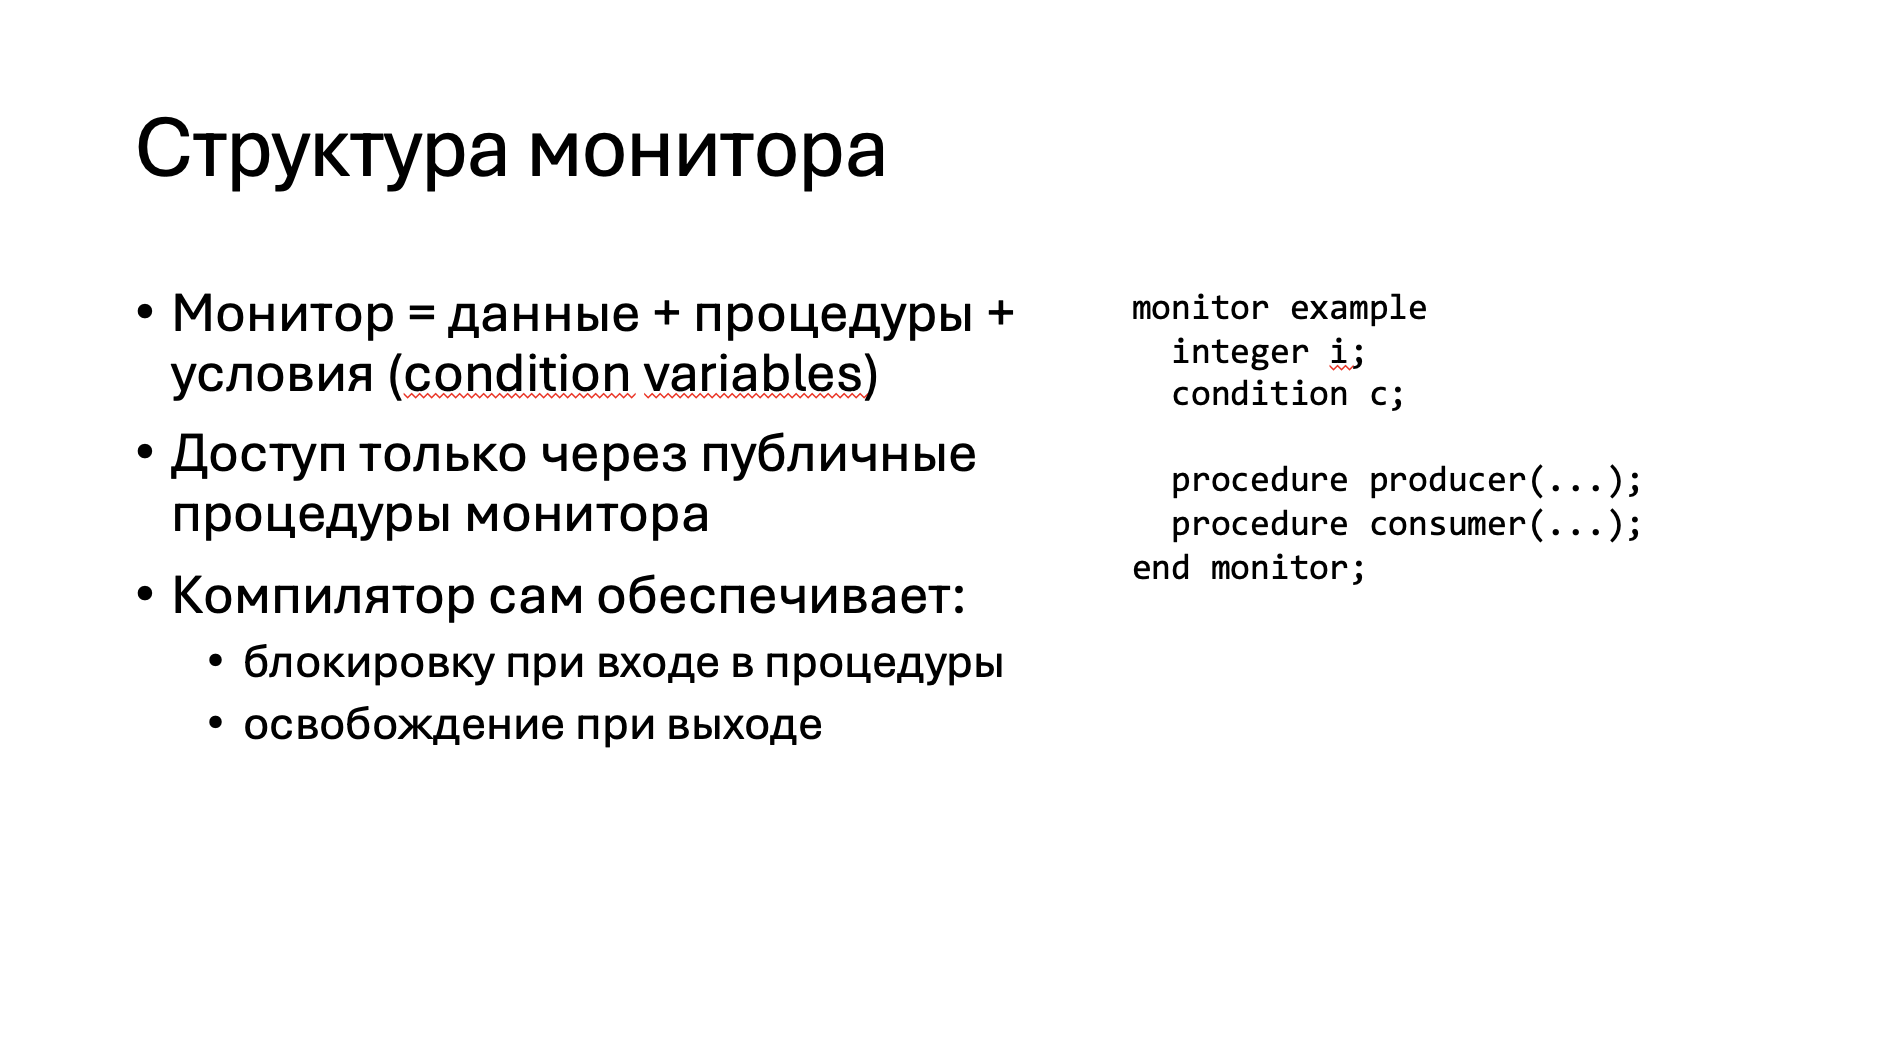 Структура монитора
• Монитор = данные + процедуры +
условия (condition variables)
• Доступ только через публичные
процедуры монитора
• Компилятор сам обеспечивает:
• блокировку при входе в процедуры
• освобождение при выходе
monitor example
  integer i;
  condition c;

  procedure producer(...);
  procedure consumer(...);
end monitor;